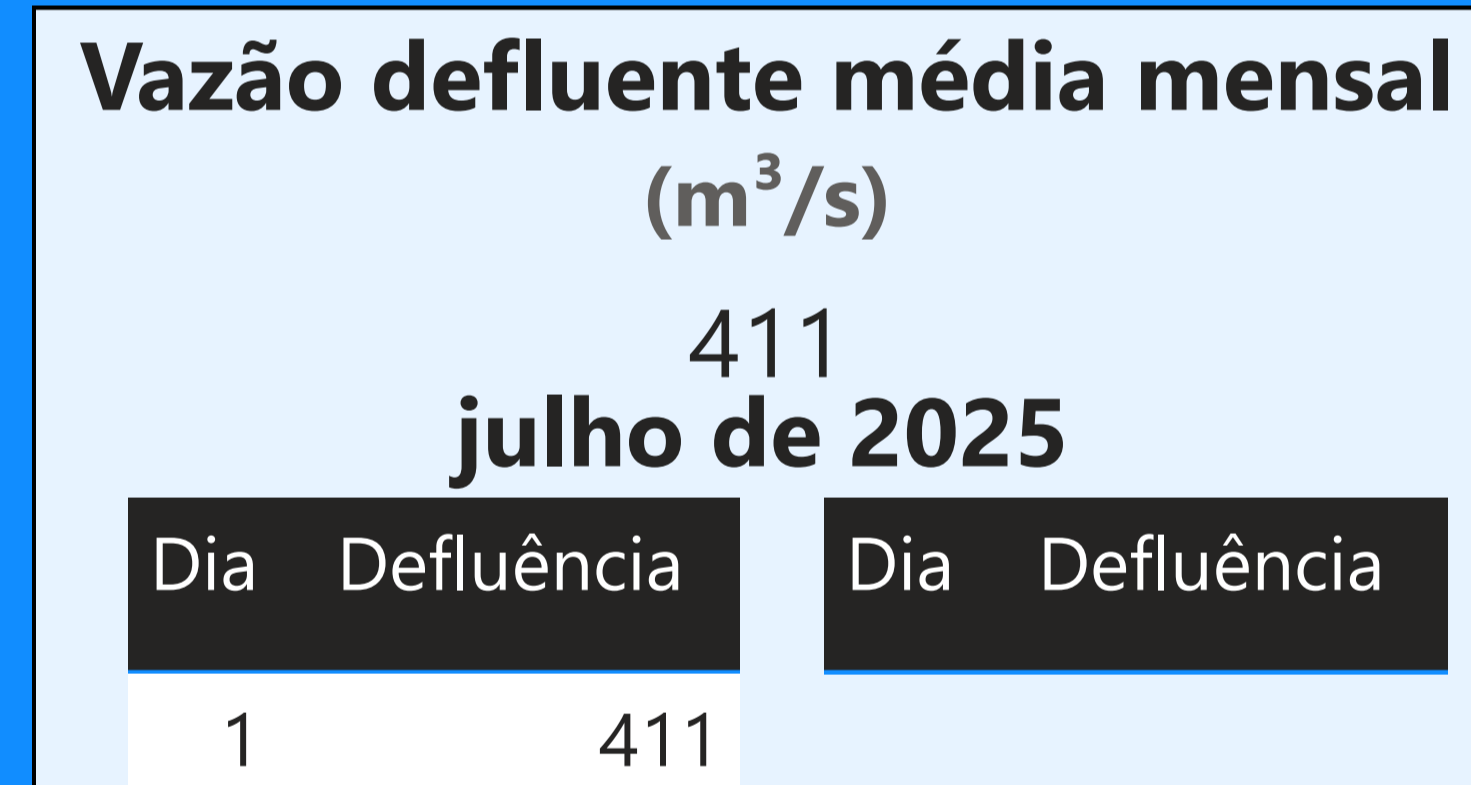 Vazão defluente média mensal
(m³/s)
411
julho de 2025
Dia Defluência Dia Defluência
1 411